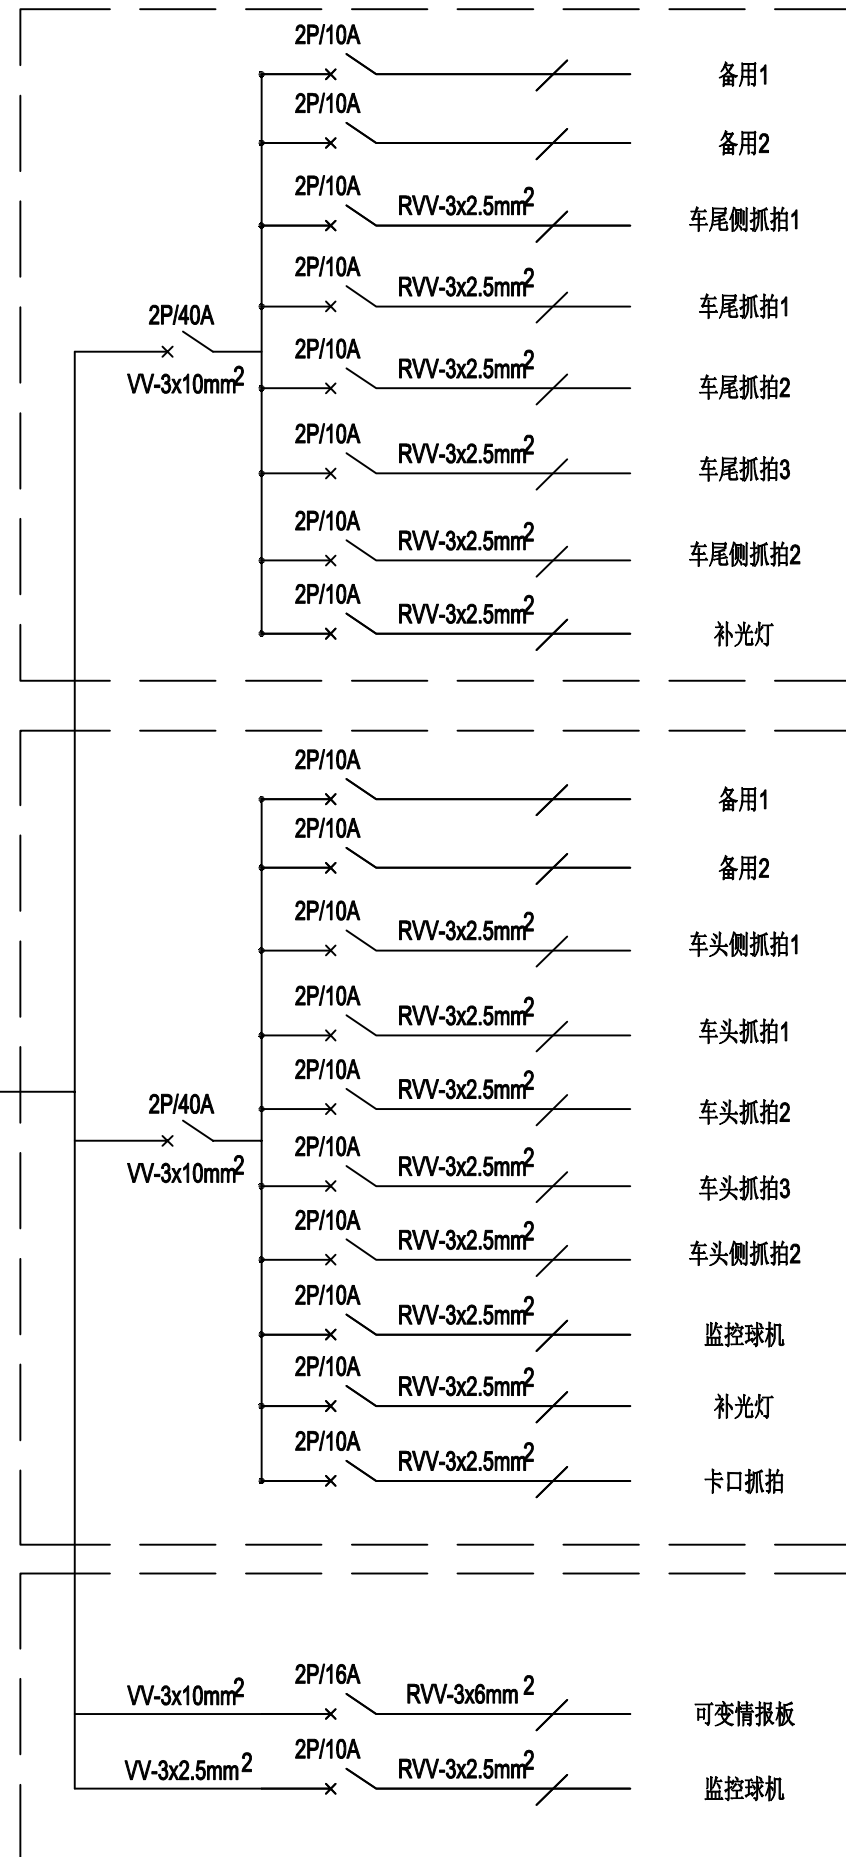 2P/10A
备用1
2P/10A
备用2
2P/10A RVV-3x2.5mm²
车尾侧抓拍1
2P/10A RVV-3x2.5mm²
车尾抓拍1
2P/40A
VV-3x10mm²
2P/10A RVV-3x2.5mm²
车尾抓拍2
2P/10A RVV-3x2.5mm²
车尾抓拍3
2P/10A RVV-3x2.5mm²
车尾侧抓拍2
2P/10A RVV-3x2.5mm²
补光灯
2P/10A
备用1
2P/10A
备用2
2P/10A RVV-3x2.5mm²
车头侧抓拍1
2P/10A RVV-3x2.5mm²
车头抓拍1
2P/10A RVV-3x2.5mm²
车头抓拍2
2P/40A
VV-3x10mm²
2P/10A RVV-3x2.5mm²
车头抓拍3
2P/10A RVV-3x2.5mm²
车头侧抓拍2
2P/10A RVV-3x2.5mm²
监控球机
2P/10A RVV-3x2.5mm²
补光灯
2P/10A RVV-3x2.5mm²
卡口抓拍
VV-3x10mm² 2P/16A RVV-3x6mm²
可变情报板
VV-3x2.5mm² 2P/10A RVV-3x2.5mm²
监控球机